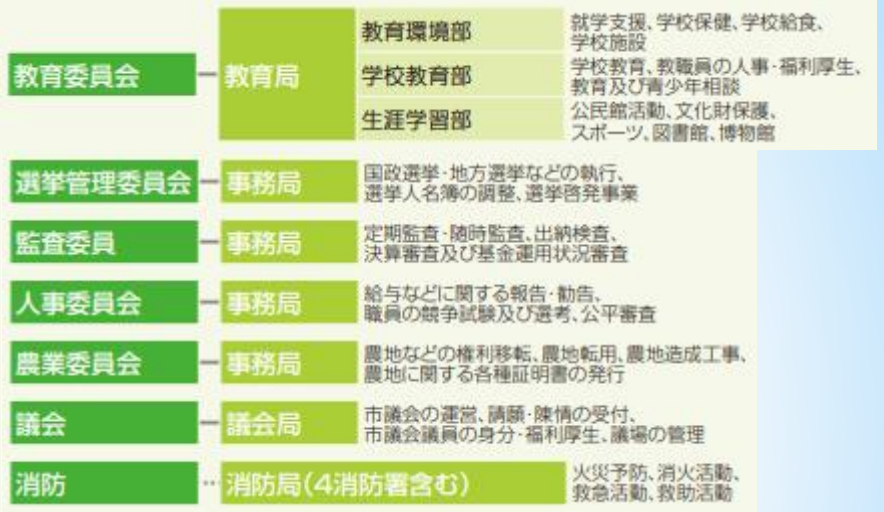 教育委員会
教育局
教育環境部
就学支援、学校保健、学校給食、
学校施設
学校教育部
学校教育、教職員の人事・福利厚生、
教育及び青少年相談
生涯学習部
公民館活動、文化財保護、
スポーツ、図書館、博物館
選挙管理委員会
事務局
国政選挙・地方選挙などの執行、
選挙人名簿の調整、選挙啓発事業
監査委員
事務局
定期監査・随時監査、出納検査、
決算審査及び基金運用状況審査
人事委員会
事務局
給与などに関する報告・勧告、
職員の競争試験及び選考、公平審査
農業委員会
事務局
農地などの権利移転、農地転用、農地造成工事、
農地に関する各種証明書の発行
議会
議会局
市議会の運営、請願・陳情の受付、
市議会議員の身分・福利厚生、議場の管理
消防
消防局(4消防署含む)
火災予防、消火活動、
救急活動、救助活動